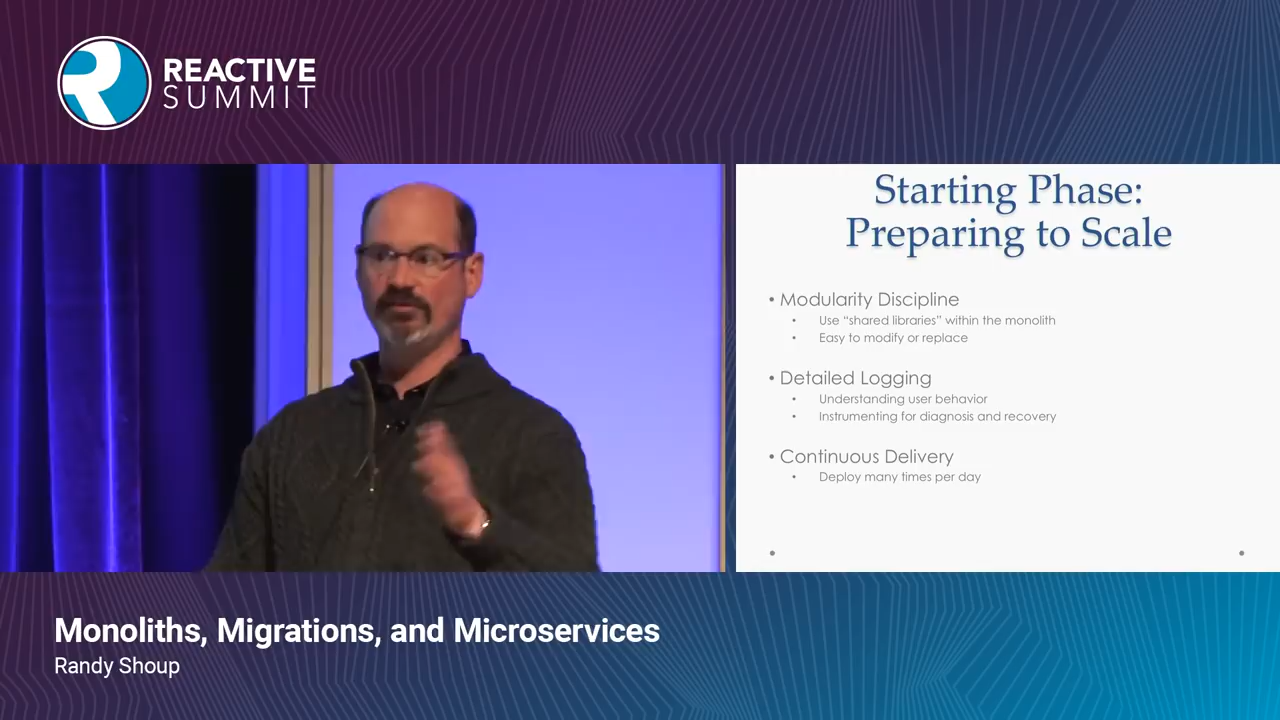 REACTIVE
SUMMIT
Starting Phase:
Preparing to Scale
• Modularity Discipline
• Use “shared libraries” within the monolith
• Easy to modify or replace
• Detailed Logging
• Understanding user behavior
• Instrumenting for diagnosis and recovery
• Continuous Delivery
• Deploy many times per day
Monoliths, Migrations, and Microservices
Randy Shoup